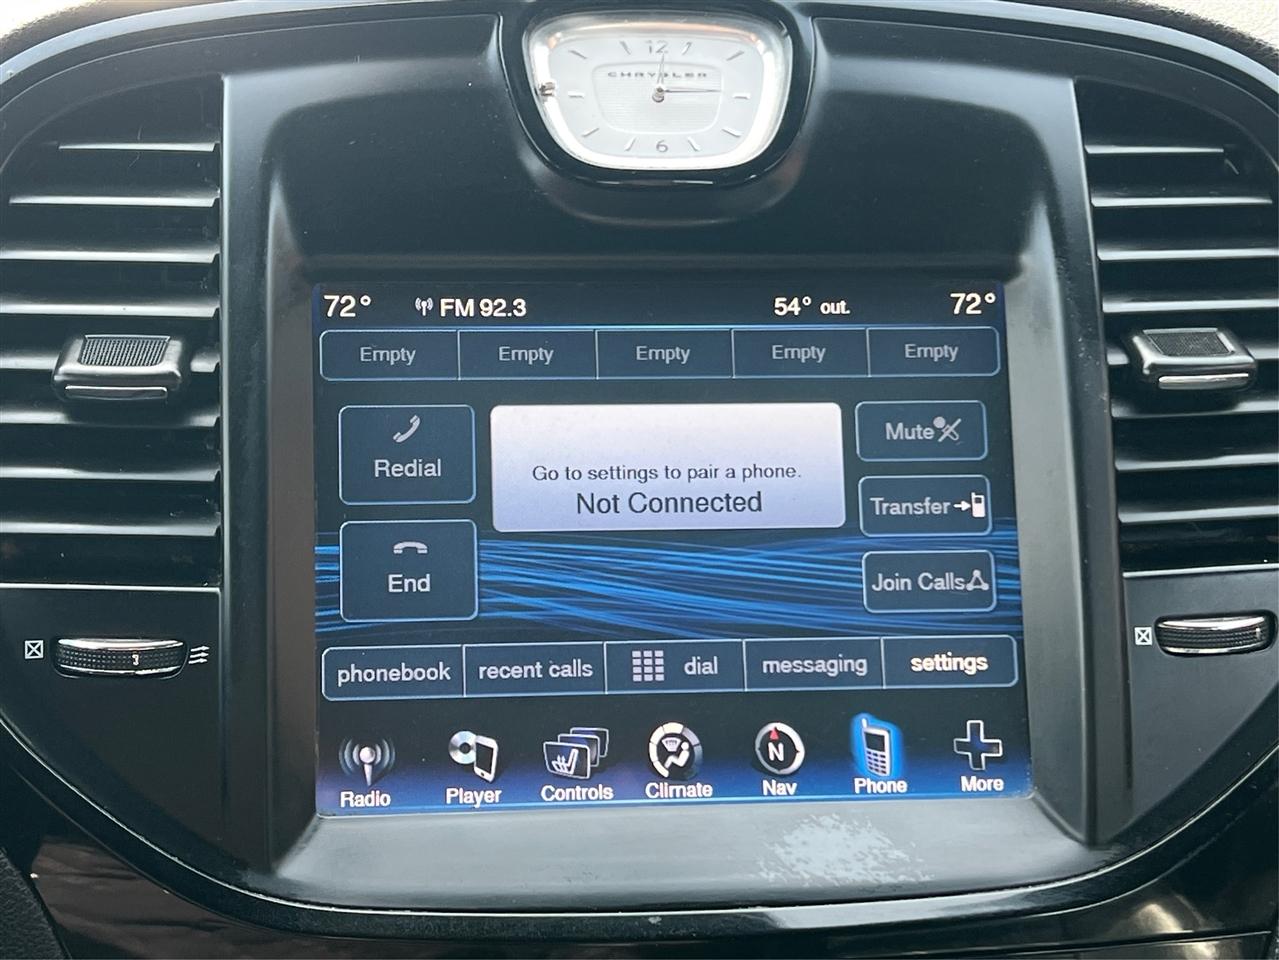 12
CHRYSLER
6
72° FM 92.3 54° out. 72°
Empty Empty Empty Empty Empty
Redial
Go to settings to pair a phone.
Not Connected
Mute
Transfer
End
Join Calls
phonebook recent calls dial messaging settings
N
Radio Player Controls Climate Nav Phone More